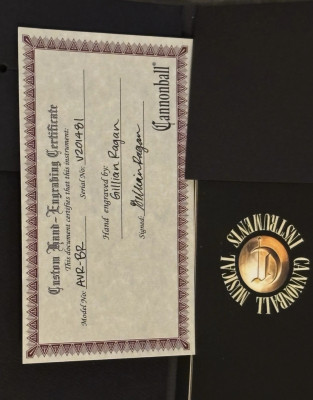 Custom Hand-Engraving Certificate
This document certifies that this instrument:
Model No: AVR-BR Serial No: V201481
Hand engraved by: Gillian Ragan
Signed: Gillian Ragan
Cannonball®
CANNONBALL MUSICAL INSTRUMENTS